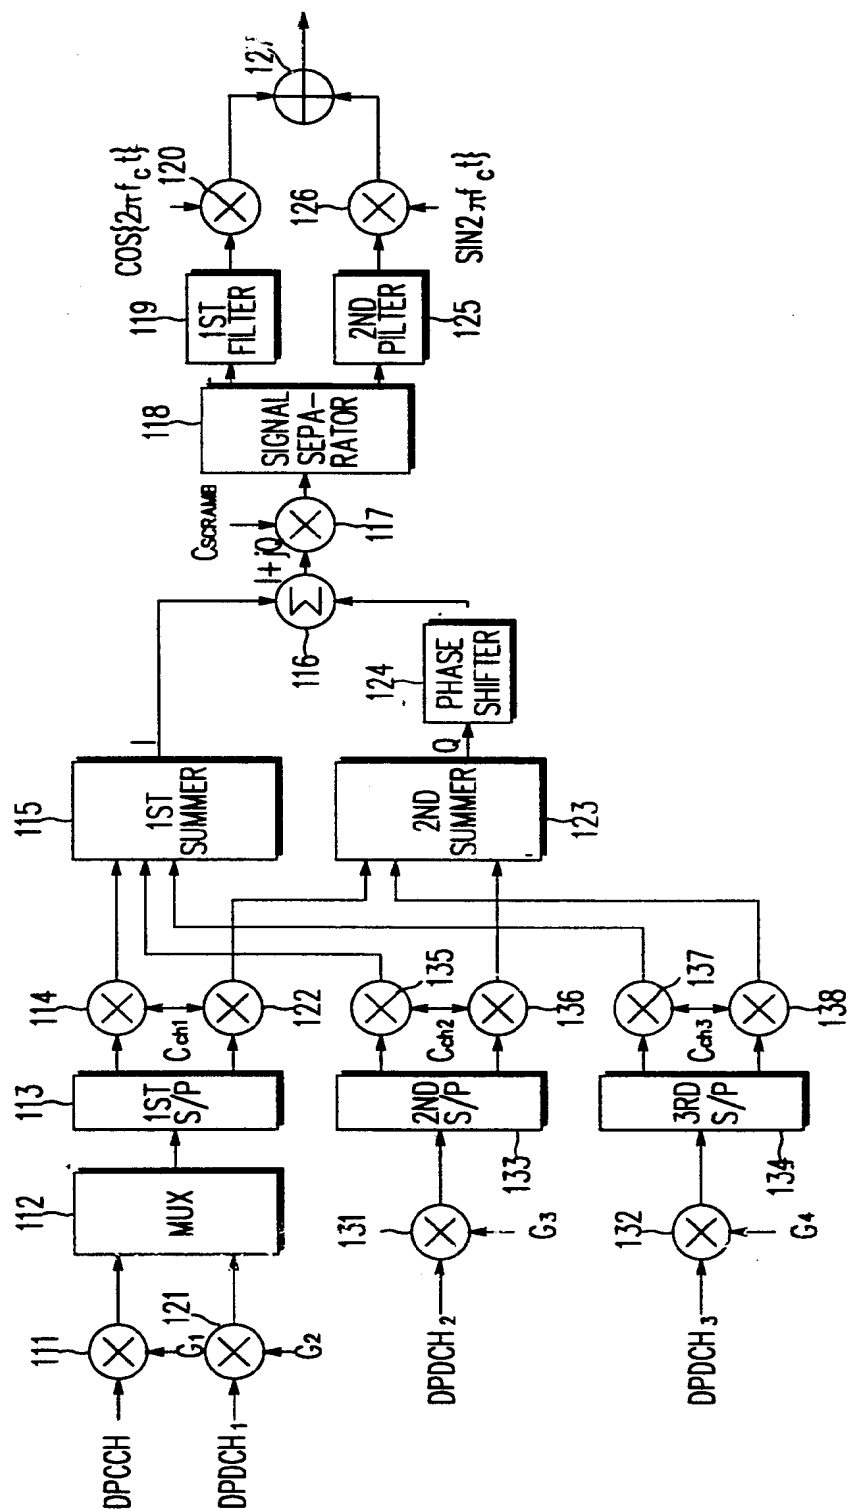 DPCCH
111
G1
DPDCH1
121
G2
112
MUX
113
1ST
S/P
114
Cch1
122
115
1ST
SUMMER
I
DPDCH2
131
G3
133
2ND
S/P
135
Cch2
136
2ND
SUMMER
123
Q
124
PHASE
SHIFTER
DPDCH3
132
G4
134
3RD
S/P
137
Cch3
138
116
Σ
I+jQ
CSCRAMB
117
118
SIGNAL
SEPA-
RATOR
119
1ST
FILTER
COS{2πfct}
120
2ND
PILTER
125
126
SIN2πfct}
127